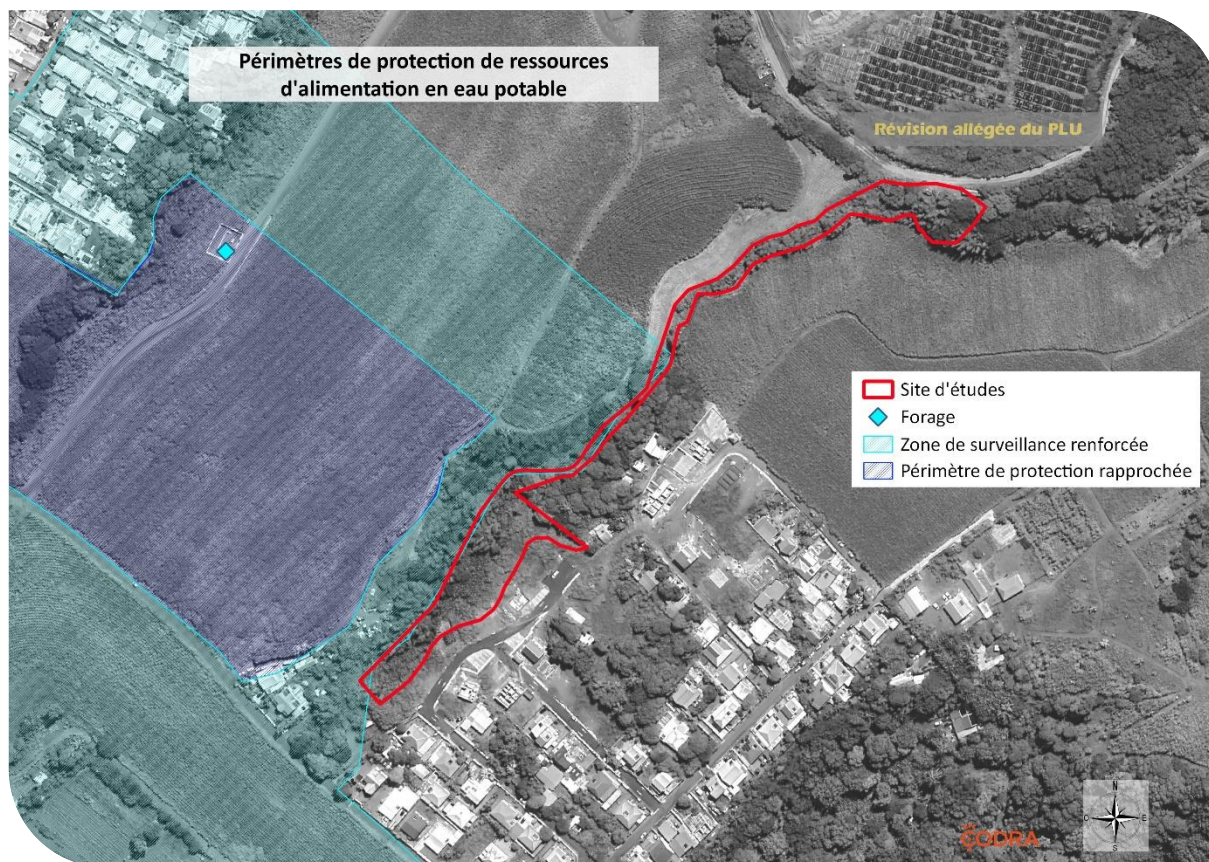 Périmètres de protection de ressources
d'alimentation en eau potable
Révision allégée du PLU
Site d'études
Forage
Zone de surveillance renforcée
Périmètre de protection rapprochée
N
O
E
S
CODRA